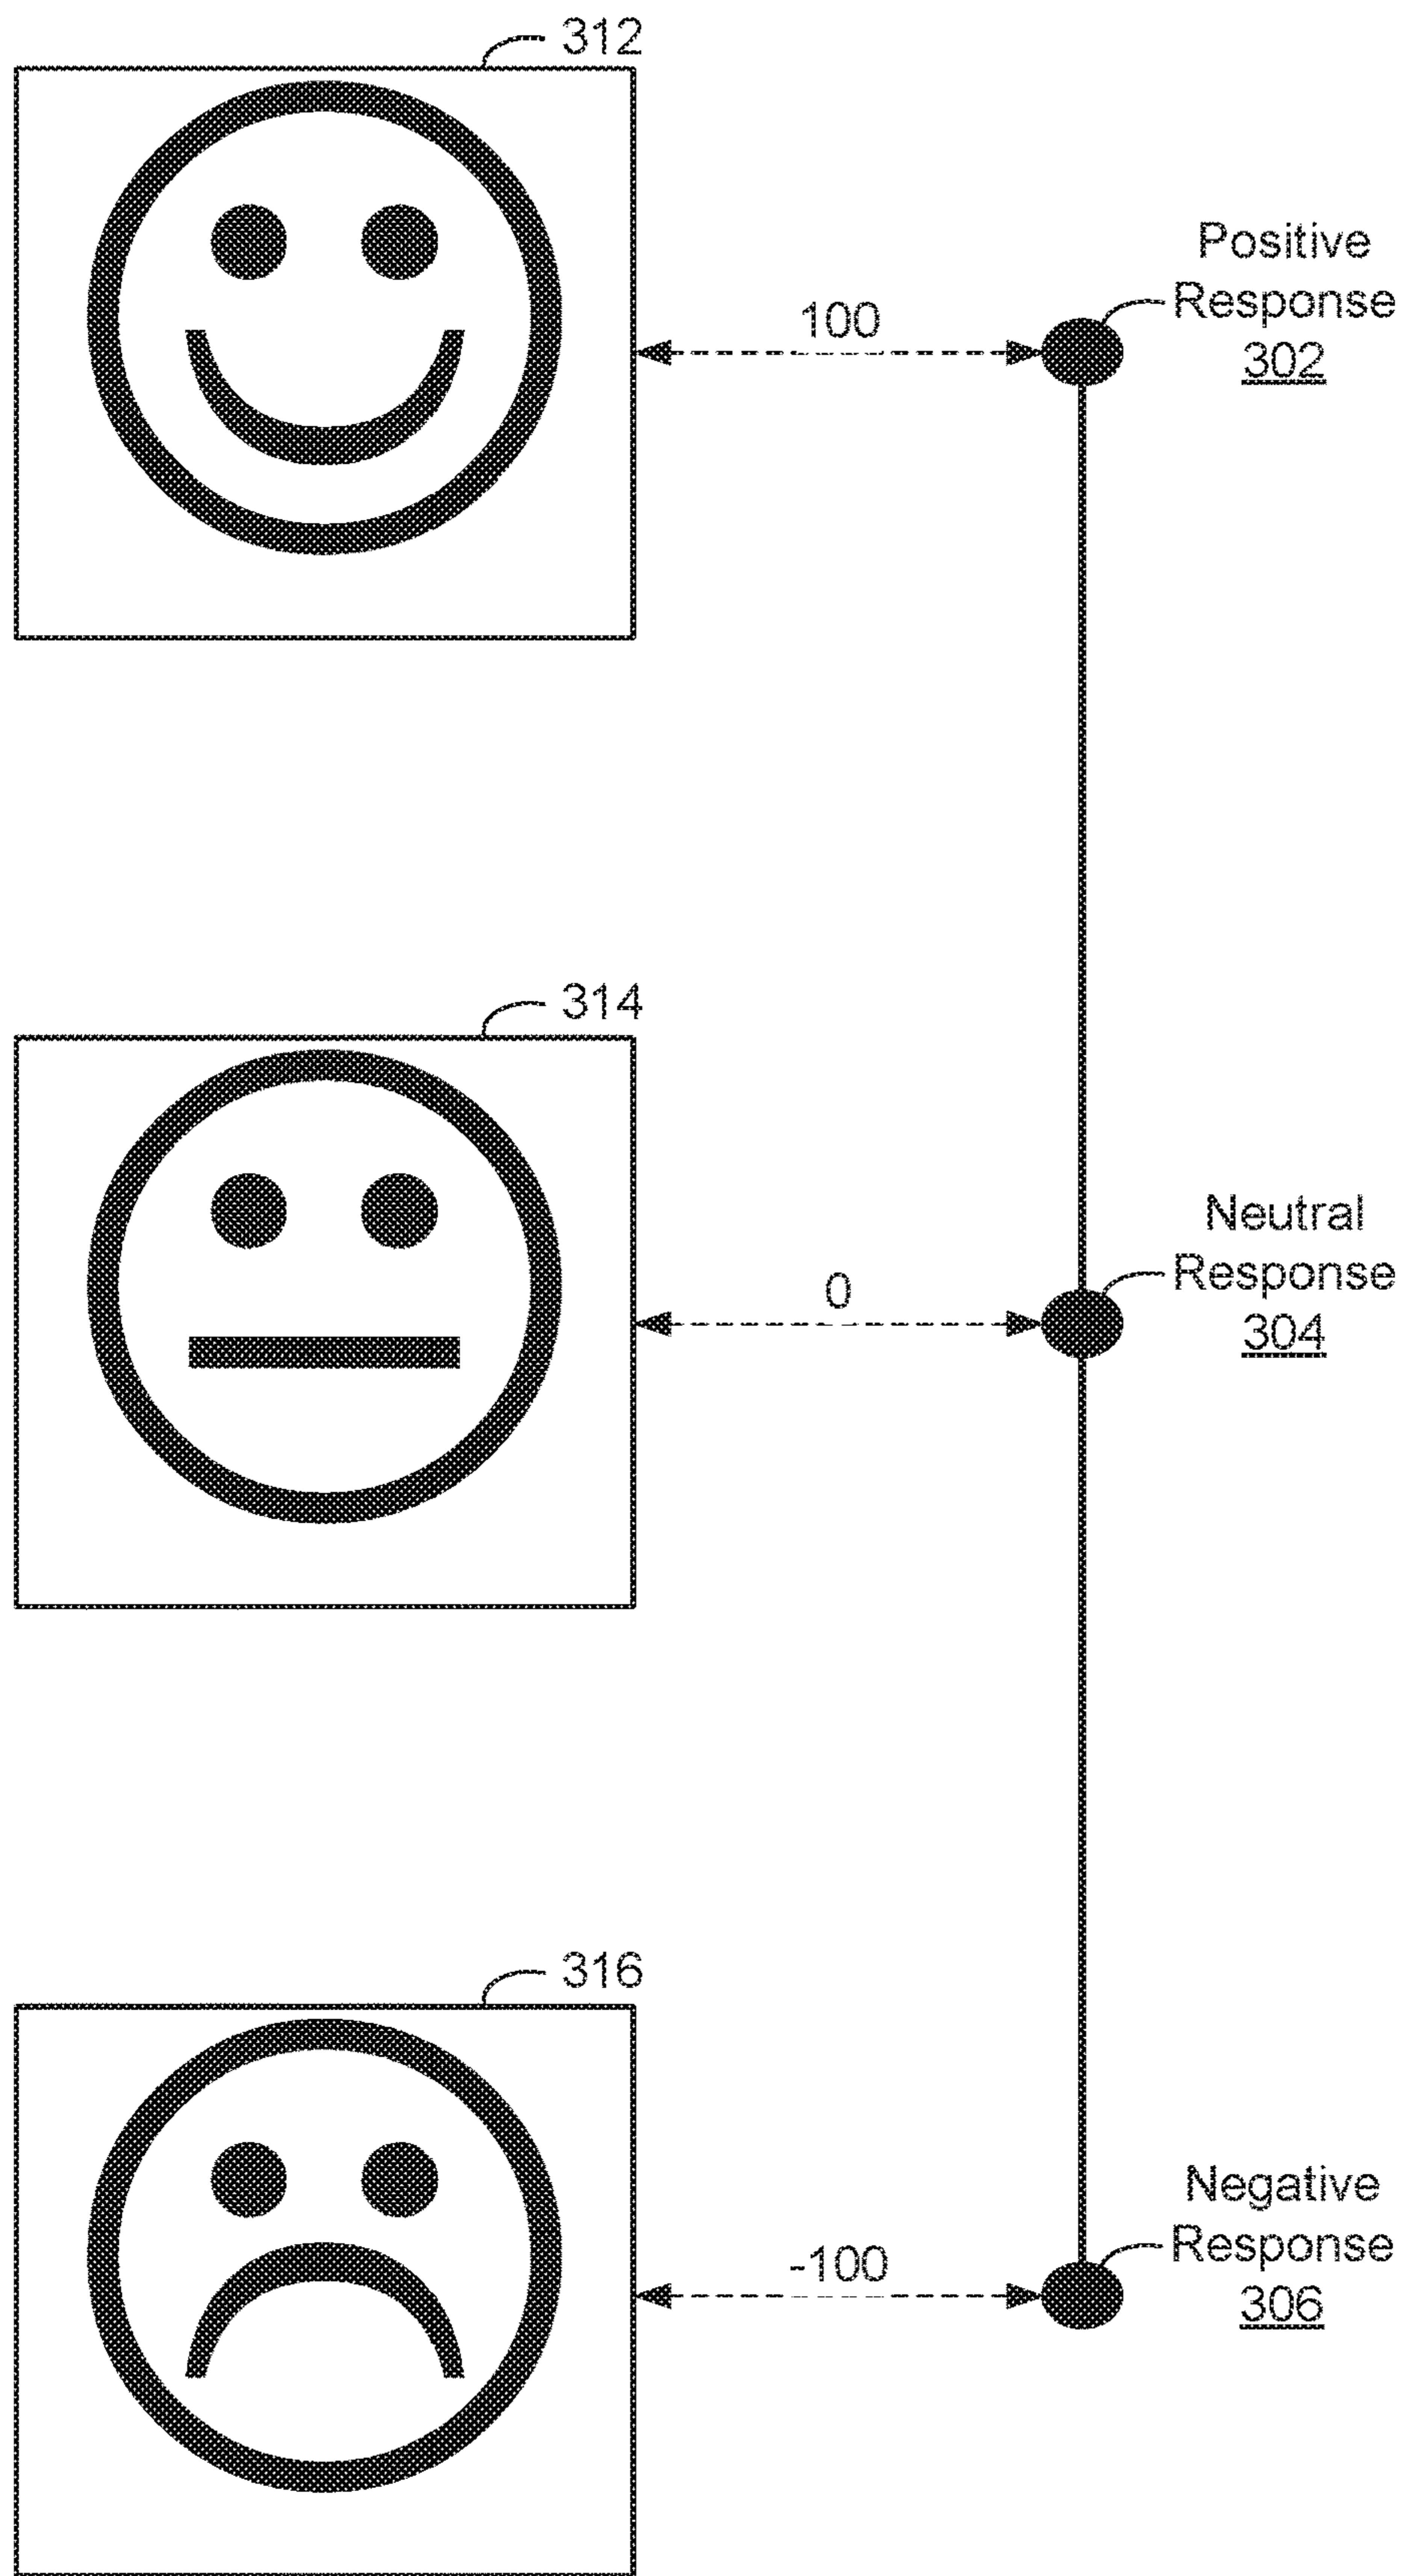 312
Positive
100
Response
302
314
Neutral
0
Response
304
316
Negative
-100
Response
306